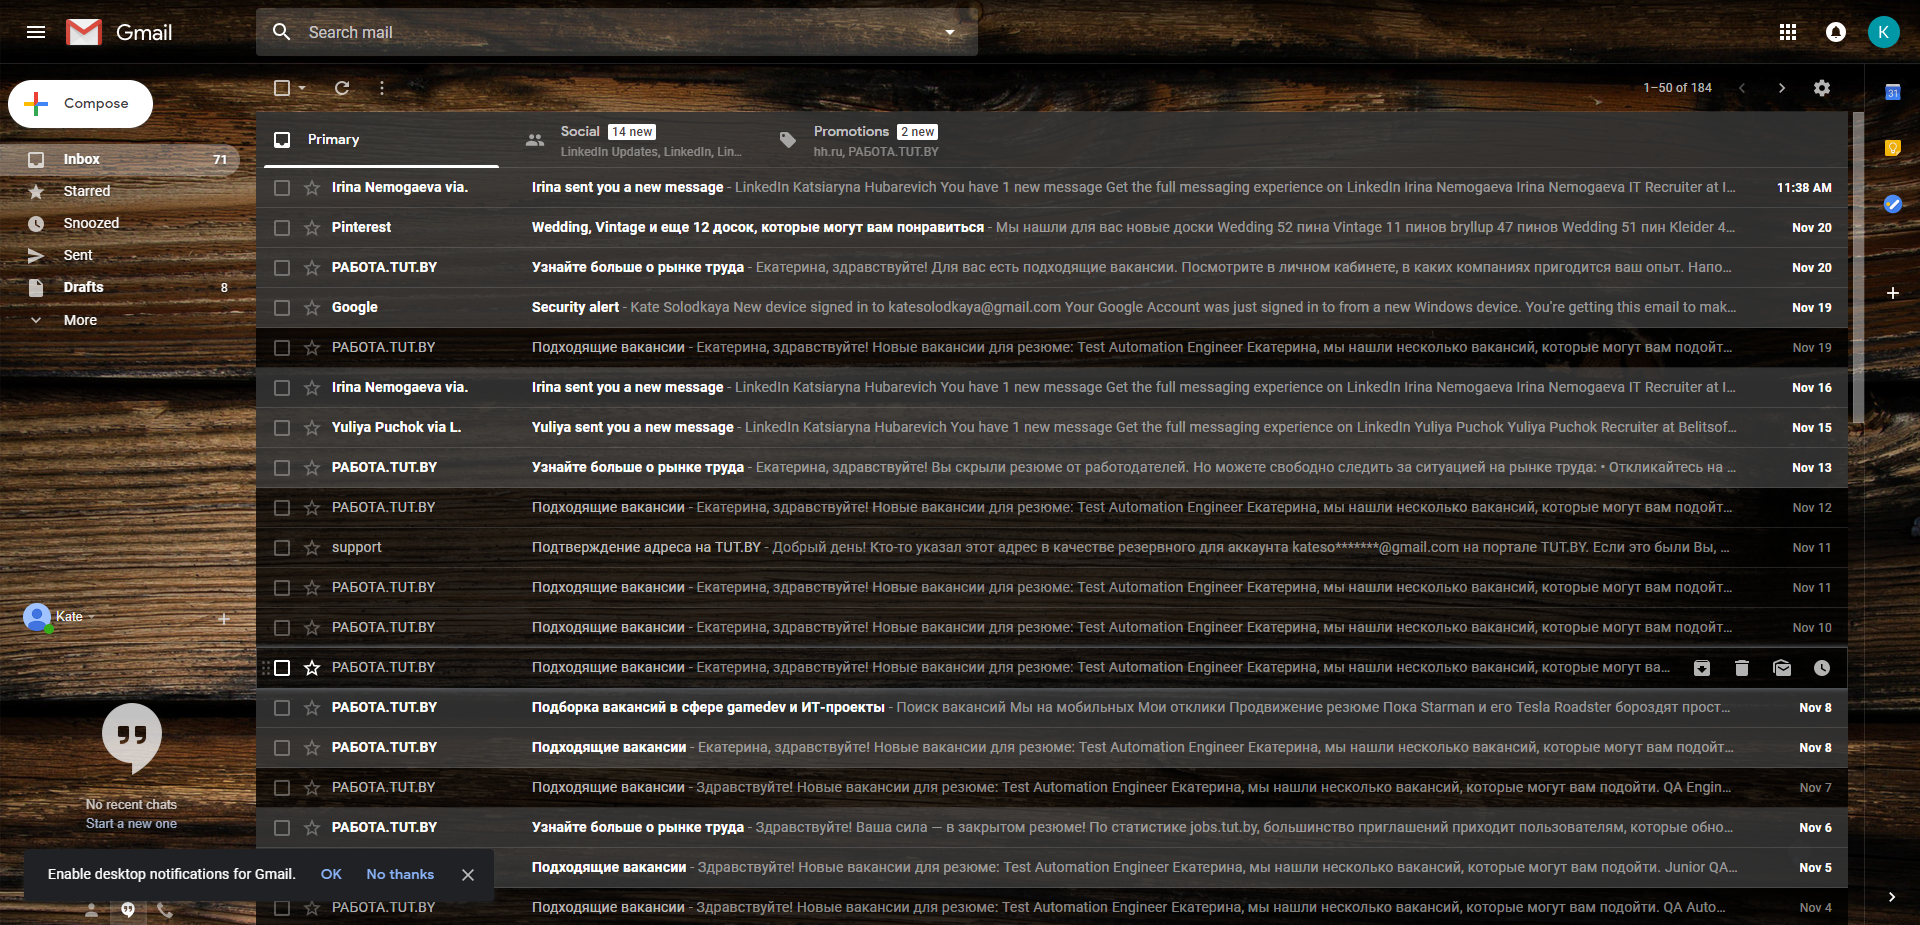 Gmail
Search mail
K
Compose
1–50 of 184
31
Inbox 71
Starred
Snoozed
Sent
Drafts 8
More
Primary
Social 14 new
LinkedIn Updates, LinkedIn, Lin...
Promotions 2 new
hh.ru, РАБОТА.TUT.BY
Irina Nemogaeva via. Irina sent you a new message - LinkedIn Katsiaryna Hubarevich You have 1 new message Get the full messaging experience on LinkedIn Irina Nemogaeva Irina Nemogaeva IT Recruiter at I... 11:38 AM
Pinterest Wedding, Vintage и еще 12 досок, которые могут вам понравиться - Мы нашли для вас новые доски Wedding 52 пина Vintage 11 пинов bryllup 47 пинов Wedding 51 пин Kleider 4... Nov 20
РАБОТА.TUT.BY Узнайте больше о рынке труда - Екатерина, здравствуйте! Для вас есть подходящие вакансии. Посмотрите в личном кабинете, в каких компаниях пригодится ваш опыт. Напо... Nov 20
Google Security alert - Kate Solodkaya New device signed in to katesolodkaya@gmail.com Your Google Account was just signed in to from a new Windows device. You're getting this email to mak... Nov 19
РАБОТА.TUT.BY Подходящие вакансии - Екатерина, здравствуйте! Новые вакансии для резюме: Test Automation Engineer Екатерина, мы нашли несколько вакансий, которые могут вам подойт... Nov 19
Irina Nemogaeva via. Irina sent you a new message - LinkedIn Katsiaryna Hubarevich You have 1 new message Get the full messaging experience on LinkedIn Irina Nemogaeva Irina Nemogaeva IT Recruiter at I... Nov 16
Yuliya Puchok via L. Yuliya sent you a new message - LinkedIn Katsiaryna Hubarevich You have 1 new message Get the full messaging experience on LinkedIn Yuliya Puchok Yuliya Puchok Recruiter at Belitsof... Nov 15
РАБОТА.TUT.BY Узнайте больше о рынке труда - Екатерина, здравствуйте! Вы скрыли резюме от работодателей. Но можете свободно следить за ситуацией на рынке труда: • Откликайтесь на ... Nov 13
РАБОТА.TUT.BY Подходящие вакансии - Екатерина, здравствуйте! Новые вакансии для резюме: Test Automation Engineer Екатерина, мы нашли несколько вакансий, которые могут вам подойт... Nov 12
support Подтверждение адреса на TUT.BY - Добрый день! Кто-то указал этот адрес в качестве резервного для аккаунта kateso*******@gmail.com на портале TUT.BY. Если это были Вы, ... Nov 11
РАБОТА.TUT.BY Подходящие вакансии - Екатерина, здравствуйте! Новые вакансии для резюме: Test Automation Engineer Екатерина, мы нашли несколько вакансий, которые могут вам подойт... Nov 11
РАБОТА.TUT.BY Подходящие вакансии - Екатерина, здравствуйте! Новые вакансии для резюме: Test Automation Engineer Екатерина, мы нашли несколько вакансий, которые могут вам подойт... Nov 10
РАБОТА.TUT.BY Подходящие вакансии - Екатерина, здравствуйте! Новые вакансии для резюме: Test Automation Engineer Екатерина, мы нашли несколько вакансий, которые могут ва...
РАБОТА.TUT.BY Подборка вакансий в сфере gamedev и ИТ-проекты - Поиск вакансий Мы на мобильных Мои отклики Продвижение резюме Пока Starman и его Tesla Roadster бороздят прост... Nov 8
РАБОТА.TUT.BY Подходящие вакансии - Екатерина, здравствуйте! Новые вакансии для резюме: Test Automation Engineer Екатерина, мы нашли несколько вакансий, которые могут вам подойт... Nov 8
РАБОТА.TUT.BY Подходящие вакансии - Здравствуйте! Новые вакансии для резюме: Test Automation Engineer Екатерина, мы нашли несколько вакансий, которые могут вам подойти. QA Engin... Nov 7
РАБОТА.TUT.BY Узнайте больше о рынке труда - Здравствуйте! Ваша сила — в закрытом резюме! По статистике jobs.tut.by, большинство приглашений приходит пользователям, которые обно... Nov 6
Подходящие вакансии - Здравствуйте! Новые вакансии для резюме: Test Automation Engineer Екатерина, мы нашли несколько вакансий, которые могут вам подойти. Junior QA... Nov 5
РАБОТА.TUT.BY Подходящие вакансии - Здравствуйте! Новые вакансии для резюме: Test Automation Engineer Екатерина, мы нашли несколько вакансий, которые могут вам подойти. QA Auto... Nov 4
Kate
No recent chats
Start a new one
Enable desktop notifications for Gmail. OK No thanks